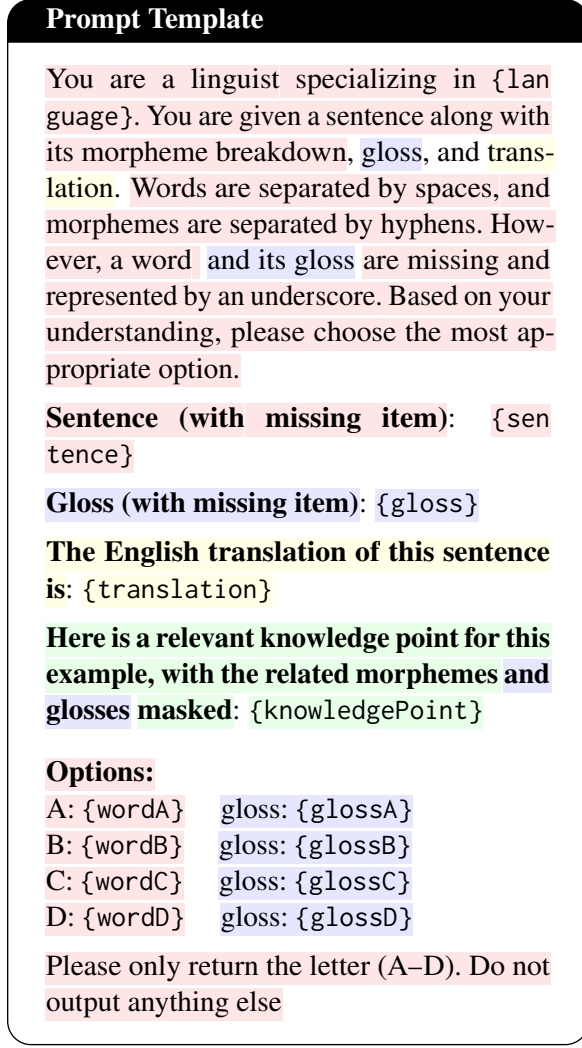 Prompt Template
You are a linguist specializing in {lan
guage}. You are given a sentence along with
its morpheme breakdown, gloss, and trans-
lation. Words are separated by spaces, and
morphemes are separated by hyphens. How-
ever, a word and its gloss are missing and
represented by an underscore. Based on your
understanding, please choose the most ap-
propriate option.
Sentence (with missing item): {sen
tence}
Gloss (with missing item): {gloss}
The English translation of this sentence
is: {translation}
Here is a relevant knowledge point for this
example, with the related morphemes and
glosses masked: {knowledgePoint}
Options:
A: {wordA} gloss: {glossA}
B: {wordB} gloss: {glossB}
C: {wordC} gloss: {glossC}
D: {wordD} gloss: {glossD}
Please only return the letter (A–D). Do not
output anything else